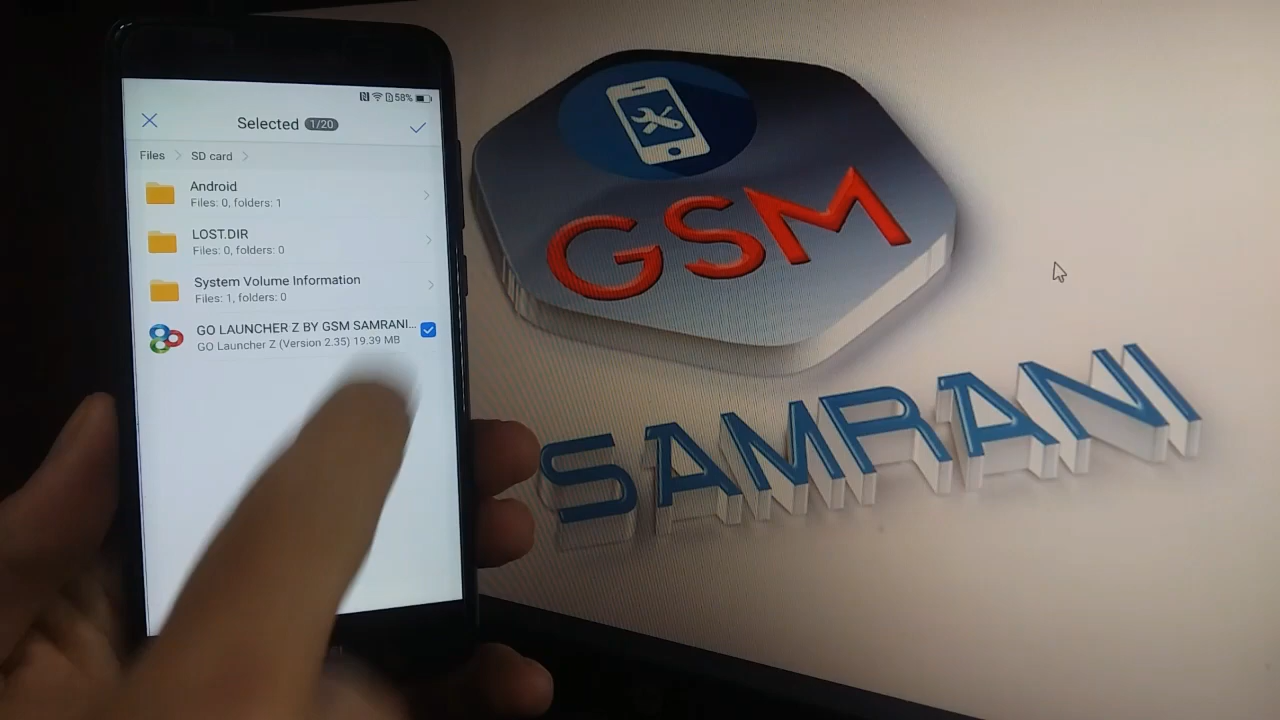 58%
Selected 1/20
Files SD card
Android
Files: 0, folders: 1
LOST.DIR
Files: 0, folders: 0
System Volume Information
Files: 1, folders: 0
GO LAUNCHER Z BY GSM SAMRANI...
GO Launcher Z (Version 2.35) 19.39 MB
GSM
SAMRANI